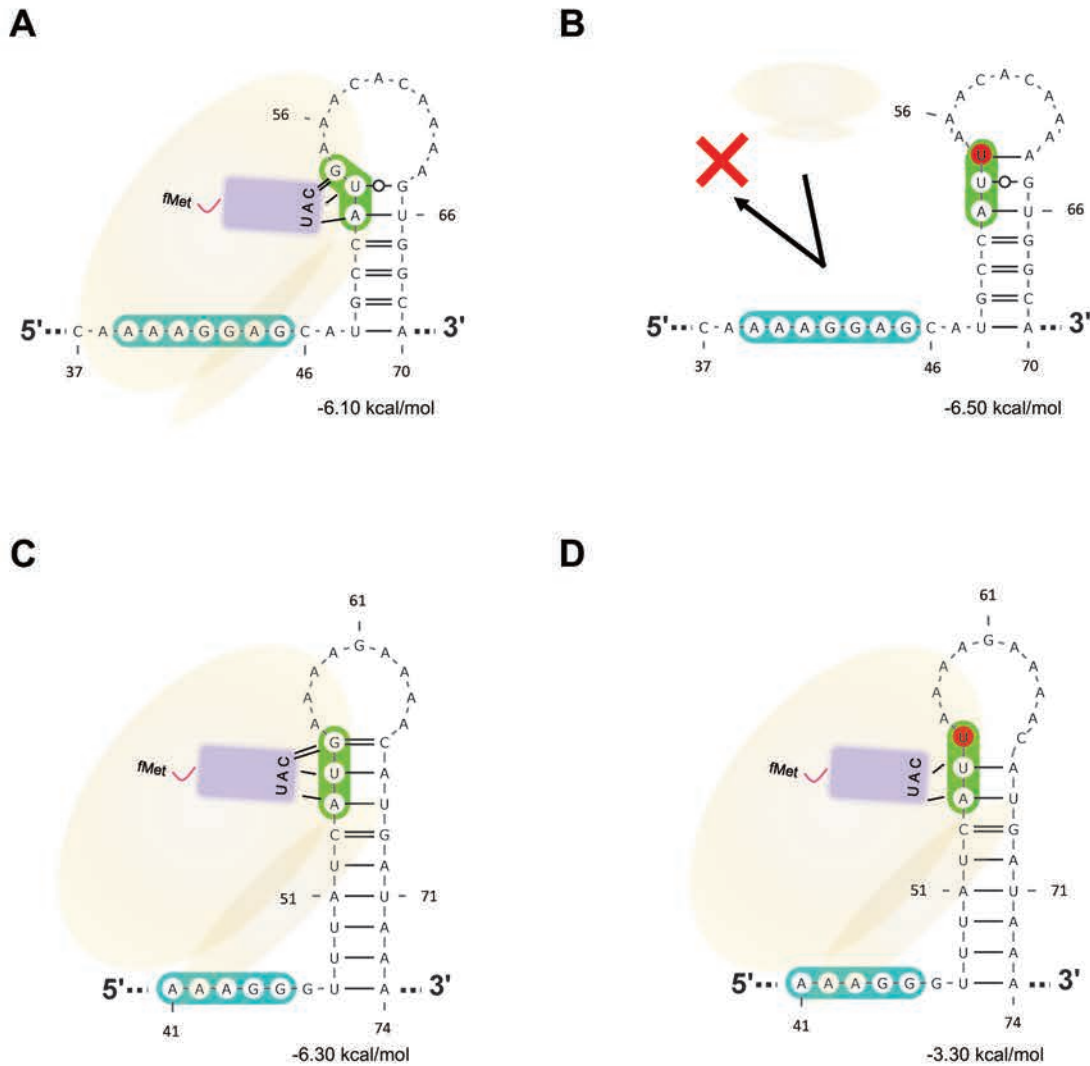 A
C A C
A A
56 A A
A A
G A
fMet UAC U G
A U 66
C G
C G
G C
5' C A A A A G G A G C A U A 3'
37 46 70
-6.10 kcal/mol
B
C A C
A A
56 A A
A A
U A
U G
A U 66
C G
C G
G C
5' C A A A A G G A G C A U A 3'
37 46 70
-6.50 kcal/mol
C
61
A G A
A A
A A
A A
G C
fMet UAC U A
A U
C G
U A
51 A U 71
U A
U A
5' A A A G G G U A 3'
41 74
-6.30 kcal/mol
D
61
A G A
A A
A A
A C
U
fMet UAC U A
A U
C G
U A
51 A U 71
U A
U A
5' A A A G G G U A 3'
41 74
-3.30 kcal/mol